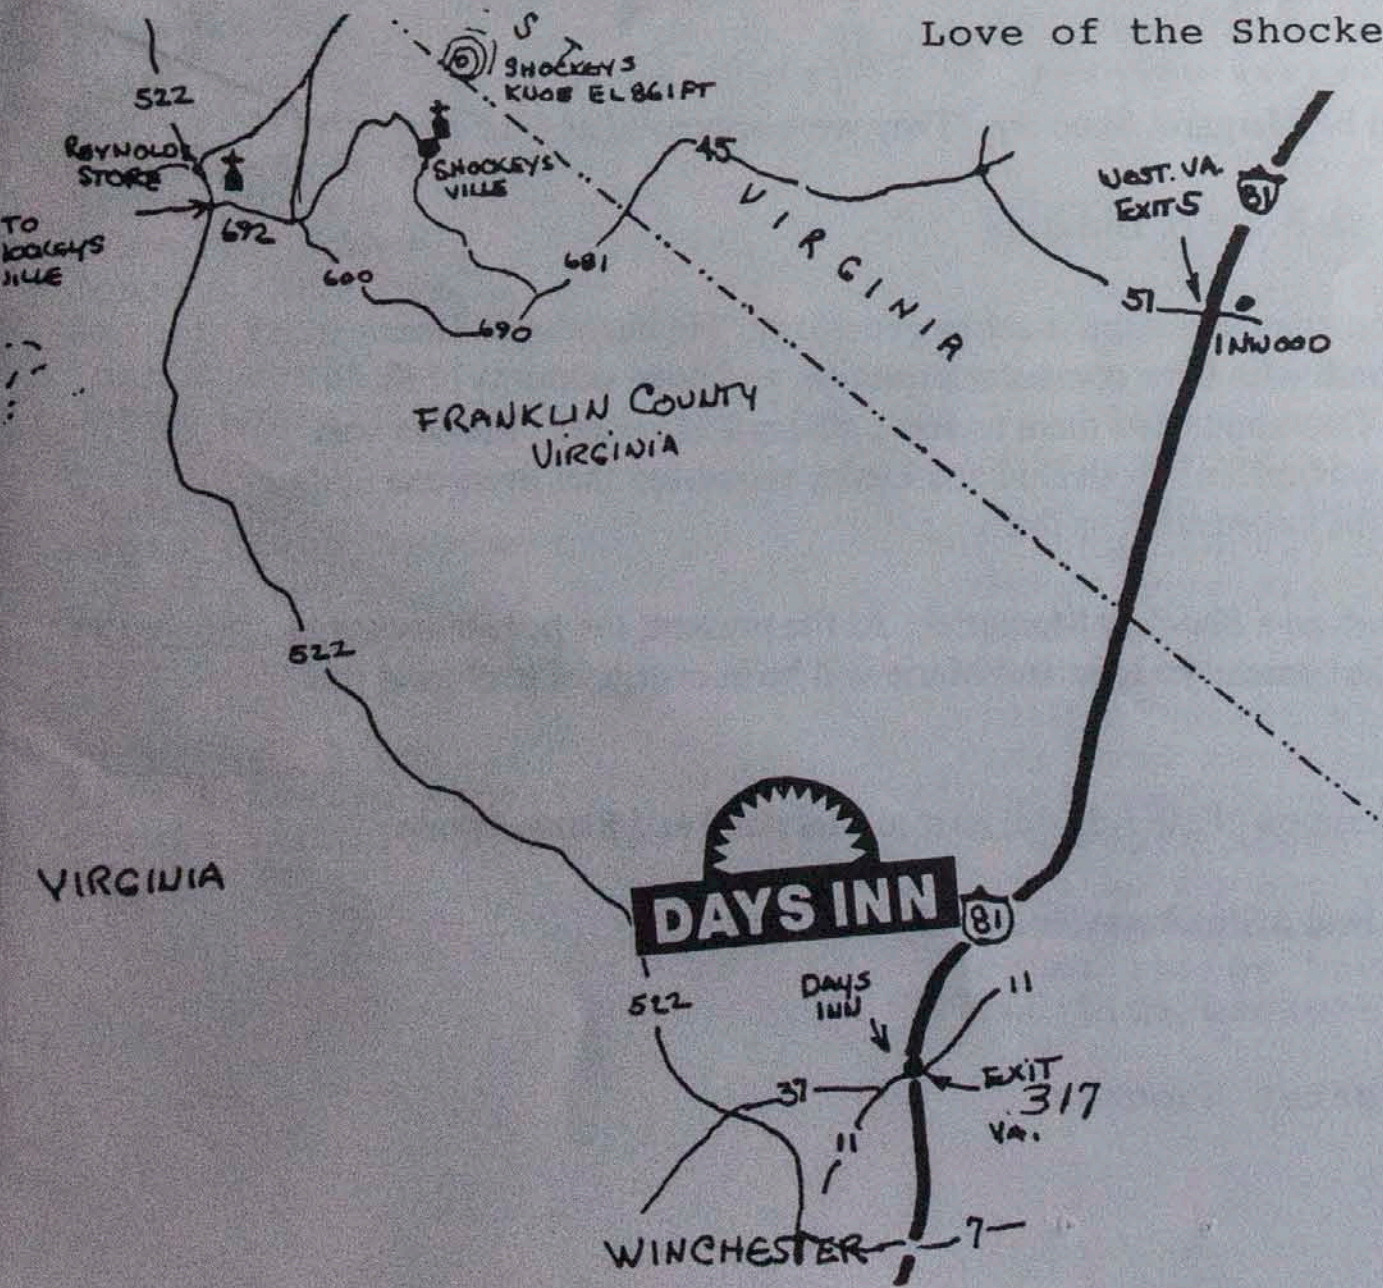 Love of the Shocke
S
T
522
SHOCKEYS
KNOB EL 861 FT
REYNOLDS
STORE
SHOCKEYS
VILLE
45
WEST. VA.
EXIT 5
81
TO
OCKEYS
VILLE
692
600
681
690
VIRGINIA
51
INWOOD
FRANKLIN COUNTY
VIRGINIA
522
VIRGINIA
DAYS INN
81
522
DAYS
INN
11
37
EXIT
317
VA.
11
WINCHESTER
7